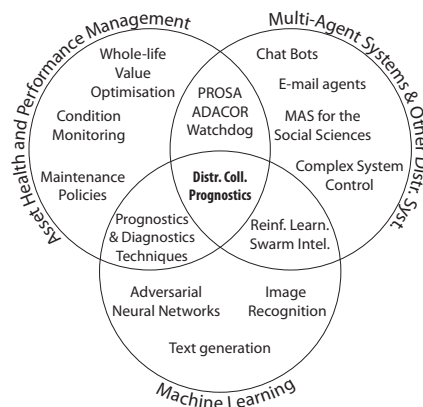 Asset Health and Performance Management
Multi-Agent Systems & Other Distr. Syst.
Whole-life
Value
Optimisation
Condition
Monitoring
Maintenance
Policies
PROSA
ADACOR
Watchdog
Chat Bots
E-mail agents
MAS for the
Social Sciences
Complex System
Control
Distr. Coll.
Prognostics
Prognostics
& Diagnostics
Techniques
Reinf. Learn.
Swarm Intel.
Adversarial
Neural Networks
Image
Recognition
Text generation
Machine Learning